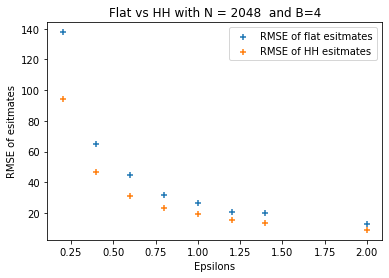 Flat vs HH with N = 2048 and B=4
RMSE of flat esitmates
RMSE of HH esitmates
RMSE of esitmates
140
120
100
80
60
40
20
0.25 0.50 0.75 1.00 1.25 1.50 1.75 2.00
Epsilons